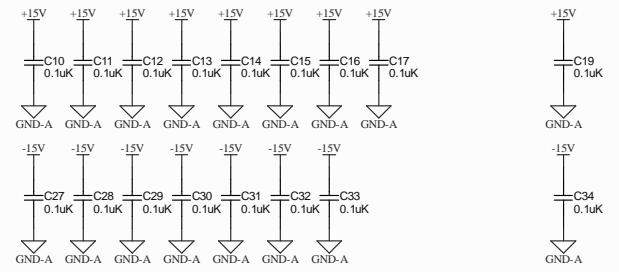 +15V +15V +15V +15V +15V +15V +15V +15V +15V
C10 C11 C12 C13 C14 C15 C16 C17 C19
0.1uK 0.1uK 0.1uK 0.1uK 0.1uK 0.1uK 0.1uK 0.1uK 0.1uK
GND-A GND-A GND-A GND-A GND-A GND-A GND-A GND-A GND-A
-15V -15V -15V -15V -15V -15V -15V -15V
C27 C28 C29 C30 C31 C32 C33 C34
0.1uK 0.1uK 0.1uK 0.1uK 0.1uK 0.1uK 0.1uK 0.1uK
GND-A GND-A GND-A GND-A GND-A GND-A GND-A GND-A